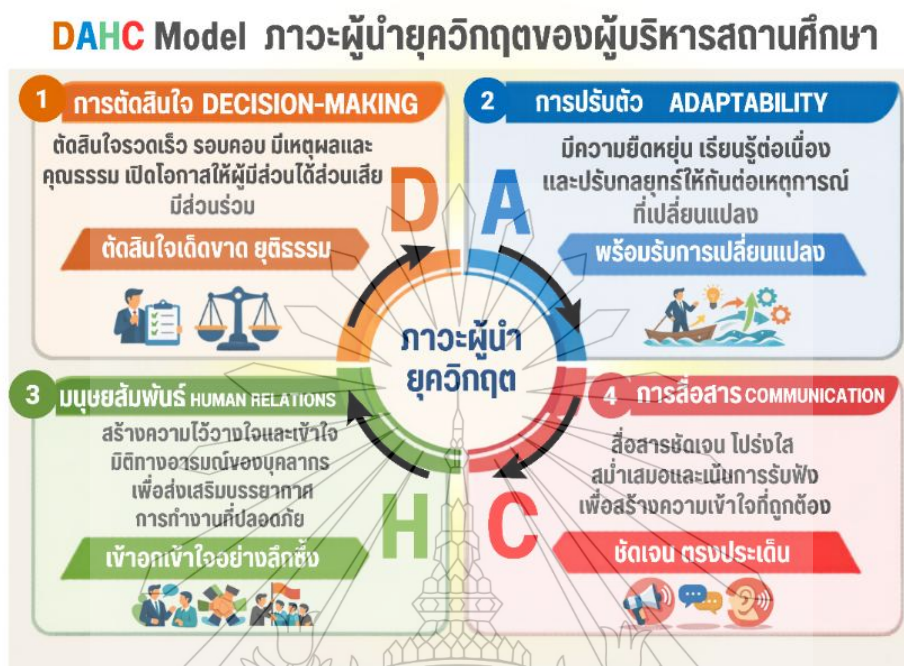 DAHC Model ภาวะผู้นำยุควิกฤตของผู้บริหารสถานศึกษา
1 การตัดสินใจ DECISION-MAKING
ตัดสินใจรวดเร็ว รอบคอบ มีเหตุผลและ
คุณธรรม เปิดโอกาสให้ผู้มีส่วนได้ส่วนเสีย
มีส่วนร่วม
ตัดสินใจเด็ดขาด ยุติธรรม
D
2 การปรับตัว ADAPTABILITY
มีความยืดหยุ่น เรียนรู้ต่อเนื่อง
และปรับกลยุทธ์ให้ทันต่อเหตุการณ์
ที่เปลี่ยนแปลง
พร้อมรับการเปลี่ยนแปลง
A
ภาวะผู้นำ
ยุควิกฤต
3 มนุษยสัมพันธ์ HUMAN RELATIONS
สร้างความไว้วางใจและเข้าใจ
มิติทางอารมณ์ของบุคลากร
เพื่อส่งเสริมบรรยากาศ
การทำงานที่ปลอดภัย
เข้าอกเข้าใจอย่างลึกซึ้ง
H
4 การสื่อสาร COMMUNICATION
สื่อสารชัดเจน โปร่งใส
สม่ำเสมอและเน้นการรับฟัง
เพื่อสร้างความเข้าใจที่ถูกต้อง
ชัดเจน ตรงประเด็น
C